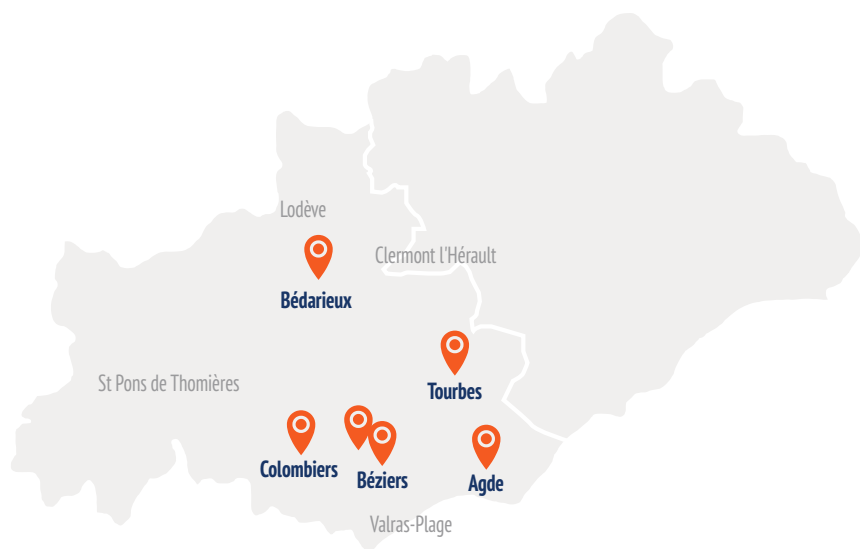 Lodève
Clermont l'Hérault
Bédarieux
St Pons de Thomières
Tourbes
Colombiers
Béziers
Agde
Valras-Plage